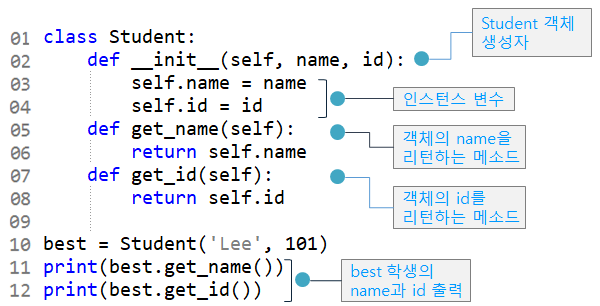 01 class Student:
02     def __init__(self, name, id):
03         self.name = name
04         self.id = id
05     def get_name(self):
06         return self.name
07     def get_id(self):
08         return self.id
09
10 best = Student('Lee', 101)
11 print(best.get_name())
12 print(best.get_id())
Student 객체
생성자
인스턴스 변수
객체의 name을
리턴하는 메소드
객체의 id를
리턴하는 메소드
best 학생의
name과 id 출력